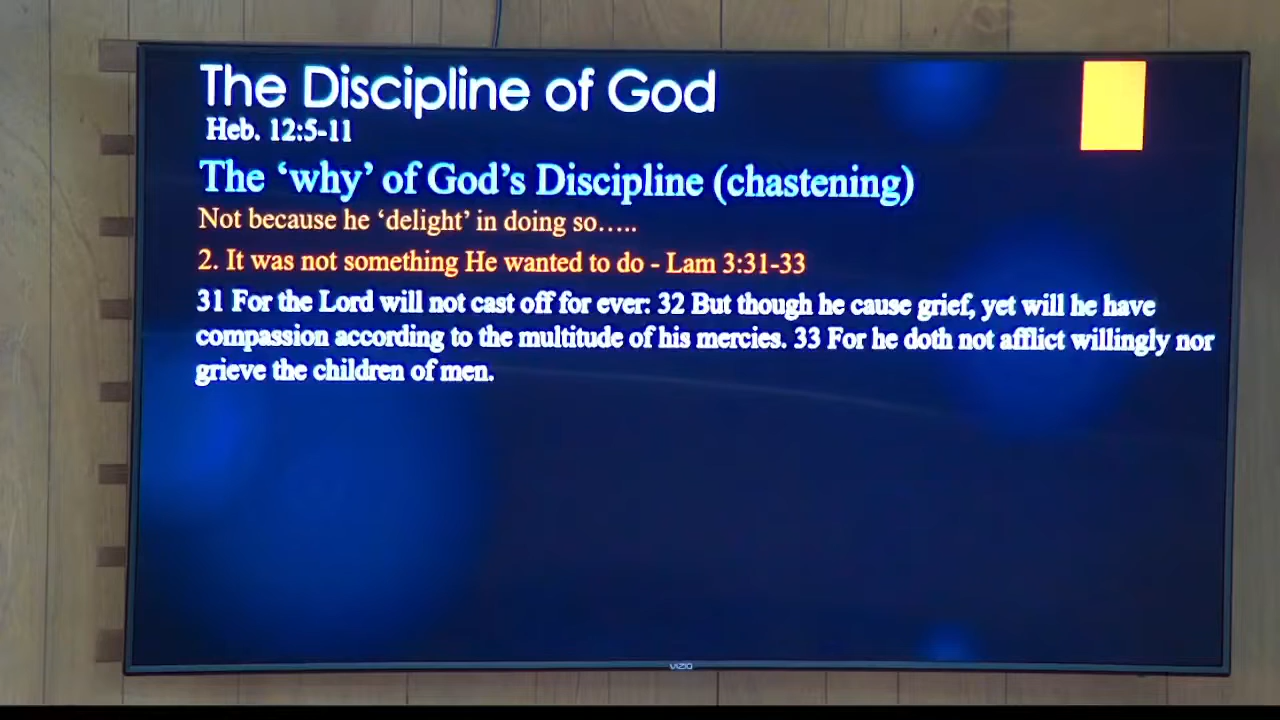 The Discipline of God
Heb. 12:5-11
The ‘why’ of God’s Discipline (chastening)
Not because he ‘delight’ in doing so…..
2. It was not something He wanted to do - Lam 3:31-33
31 For the Lord will not cast off for ever: 32 But though he cause grief, yet will he have
compassion according to the multitude of his mercies. 33 For he doth not afflict willingly nor
grieve the children of men.
VIZIO